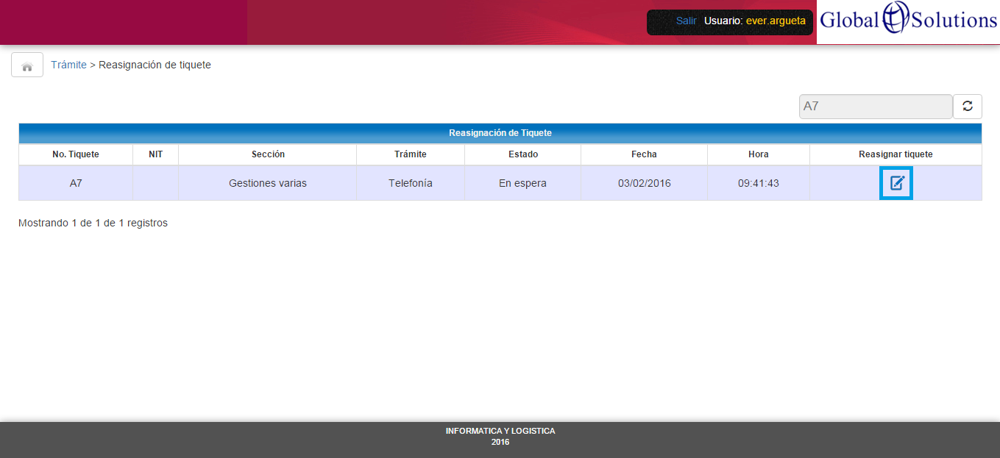 Salir Usuario: ever.argueta
Global Solutions
Trámite > Reasignación de tiquete
A7
Reasignación de Tiquete
No. Tiquete NIT Sección Trámite Estado Fecha Hora Reasignar tiquete
A7 Gestiones varias Telefonía En espera 03/02/2016 09:41:43
Mostrando 1 de 1 de 1 registros
INFORMATICA Y LOGISTICA
2016